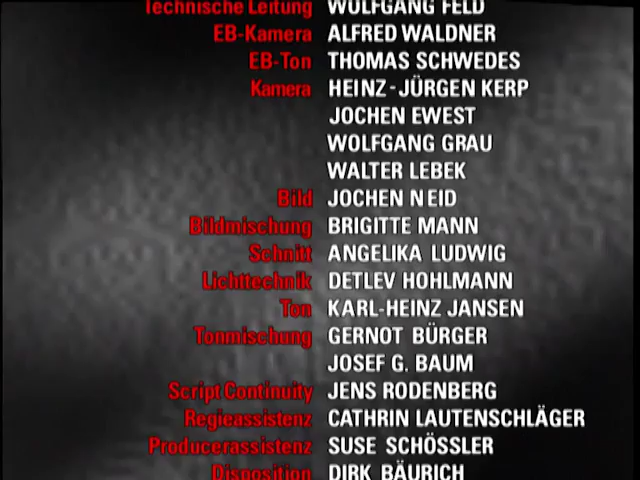 Technische Leitung WOLFGANG FELD
EB-Kamera ALFRED WALDNER
EB-Ton THOMAS SCHWEDES
Kamera HEINZ-JÜRGEN KERP
JOCHEN EWEST
WOLFGANG GRAU
WALTER LEBEK
Bild JOCHEN NEID
Bildmischung BRIGITTE MANN
Schnitt ANGELIKA LUDWIG
Lichttechnik DETLEV HOHLMANN
Ton KARL-HEINZ JANSEN
Tonmischung GERNOT BÜRGER
JOSEF G. BAUM
Script Continuity JENS RODENBERG
Regieassistenz CATHRIN LAUTENSCHLÄGER
Producerassistenz SUSE SCHÖSSLER
Disposition DIRK BÄURICH